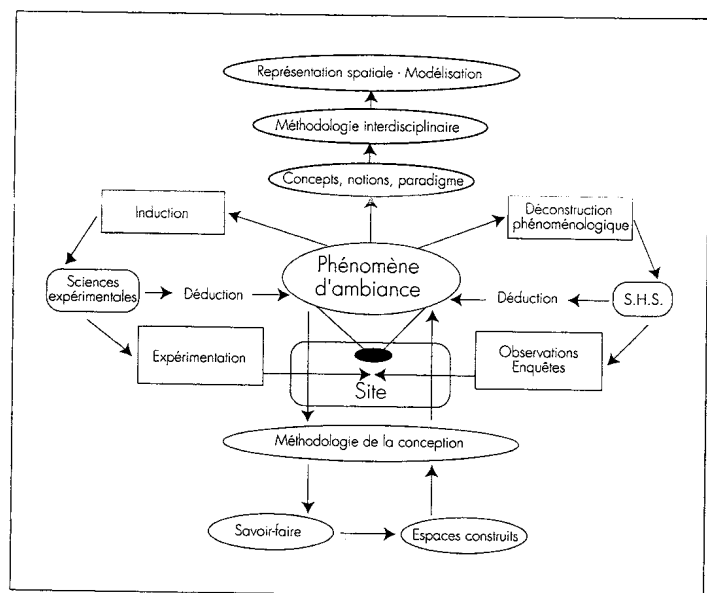 Représentation spatiale - Modélisation
Méthodologie interdisciplinaire
Concepts, notions, paradigme
Induction
Déconstruction
phénoménologique
Phénomène
d'ambiance
Sciences
expérimentales
Déduction
Déduction
S.H.S.
Expérimentation
Observations
Enquêtes
Site
Méthodologie de la conception
Savoir-faire
Espaces construits